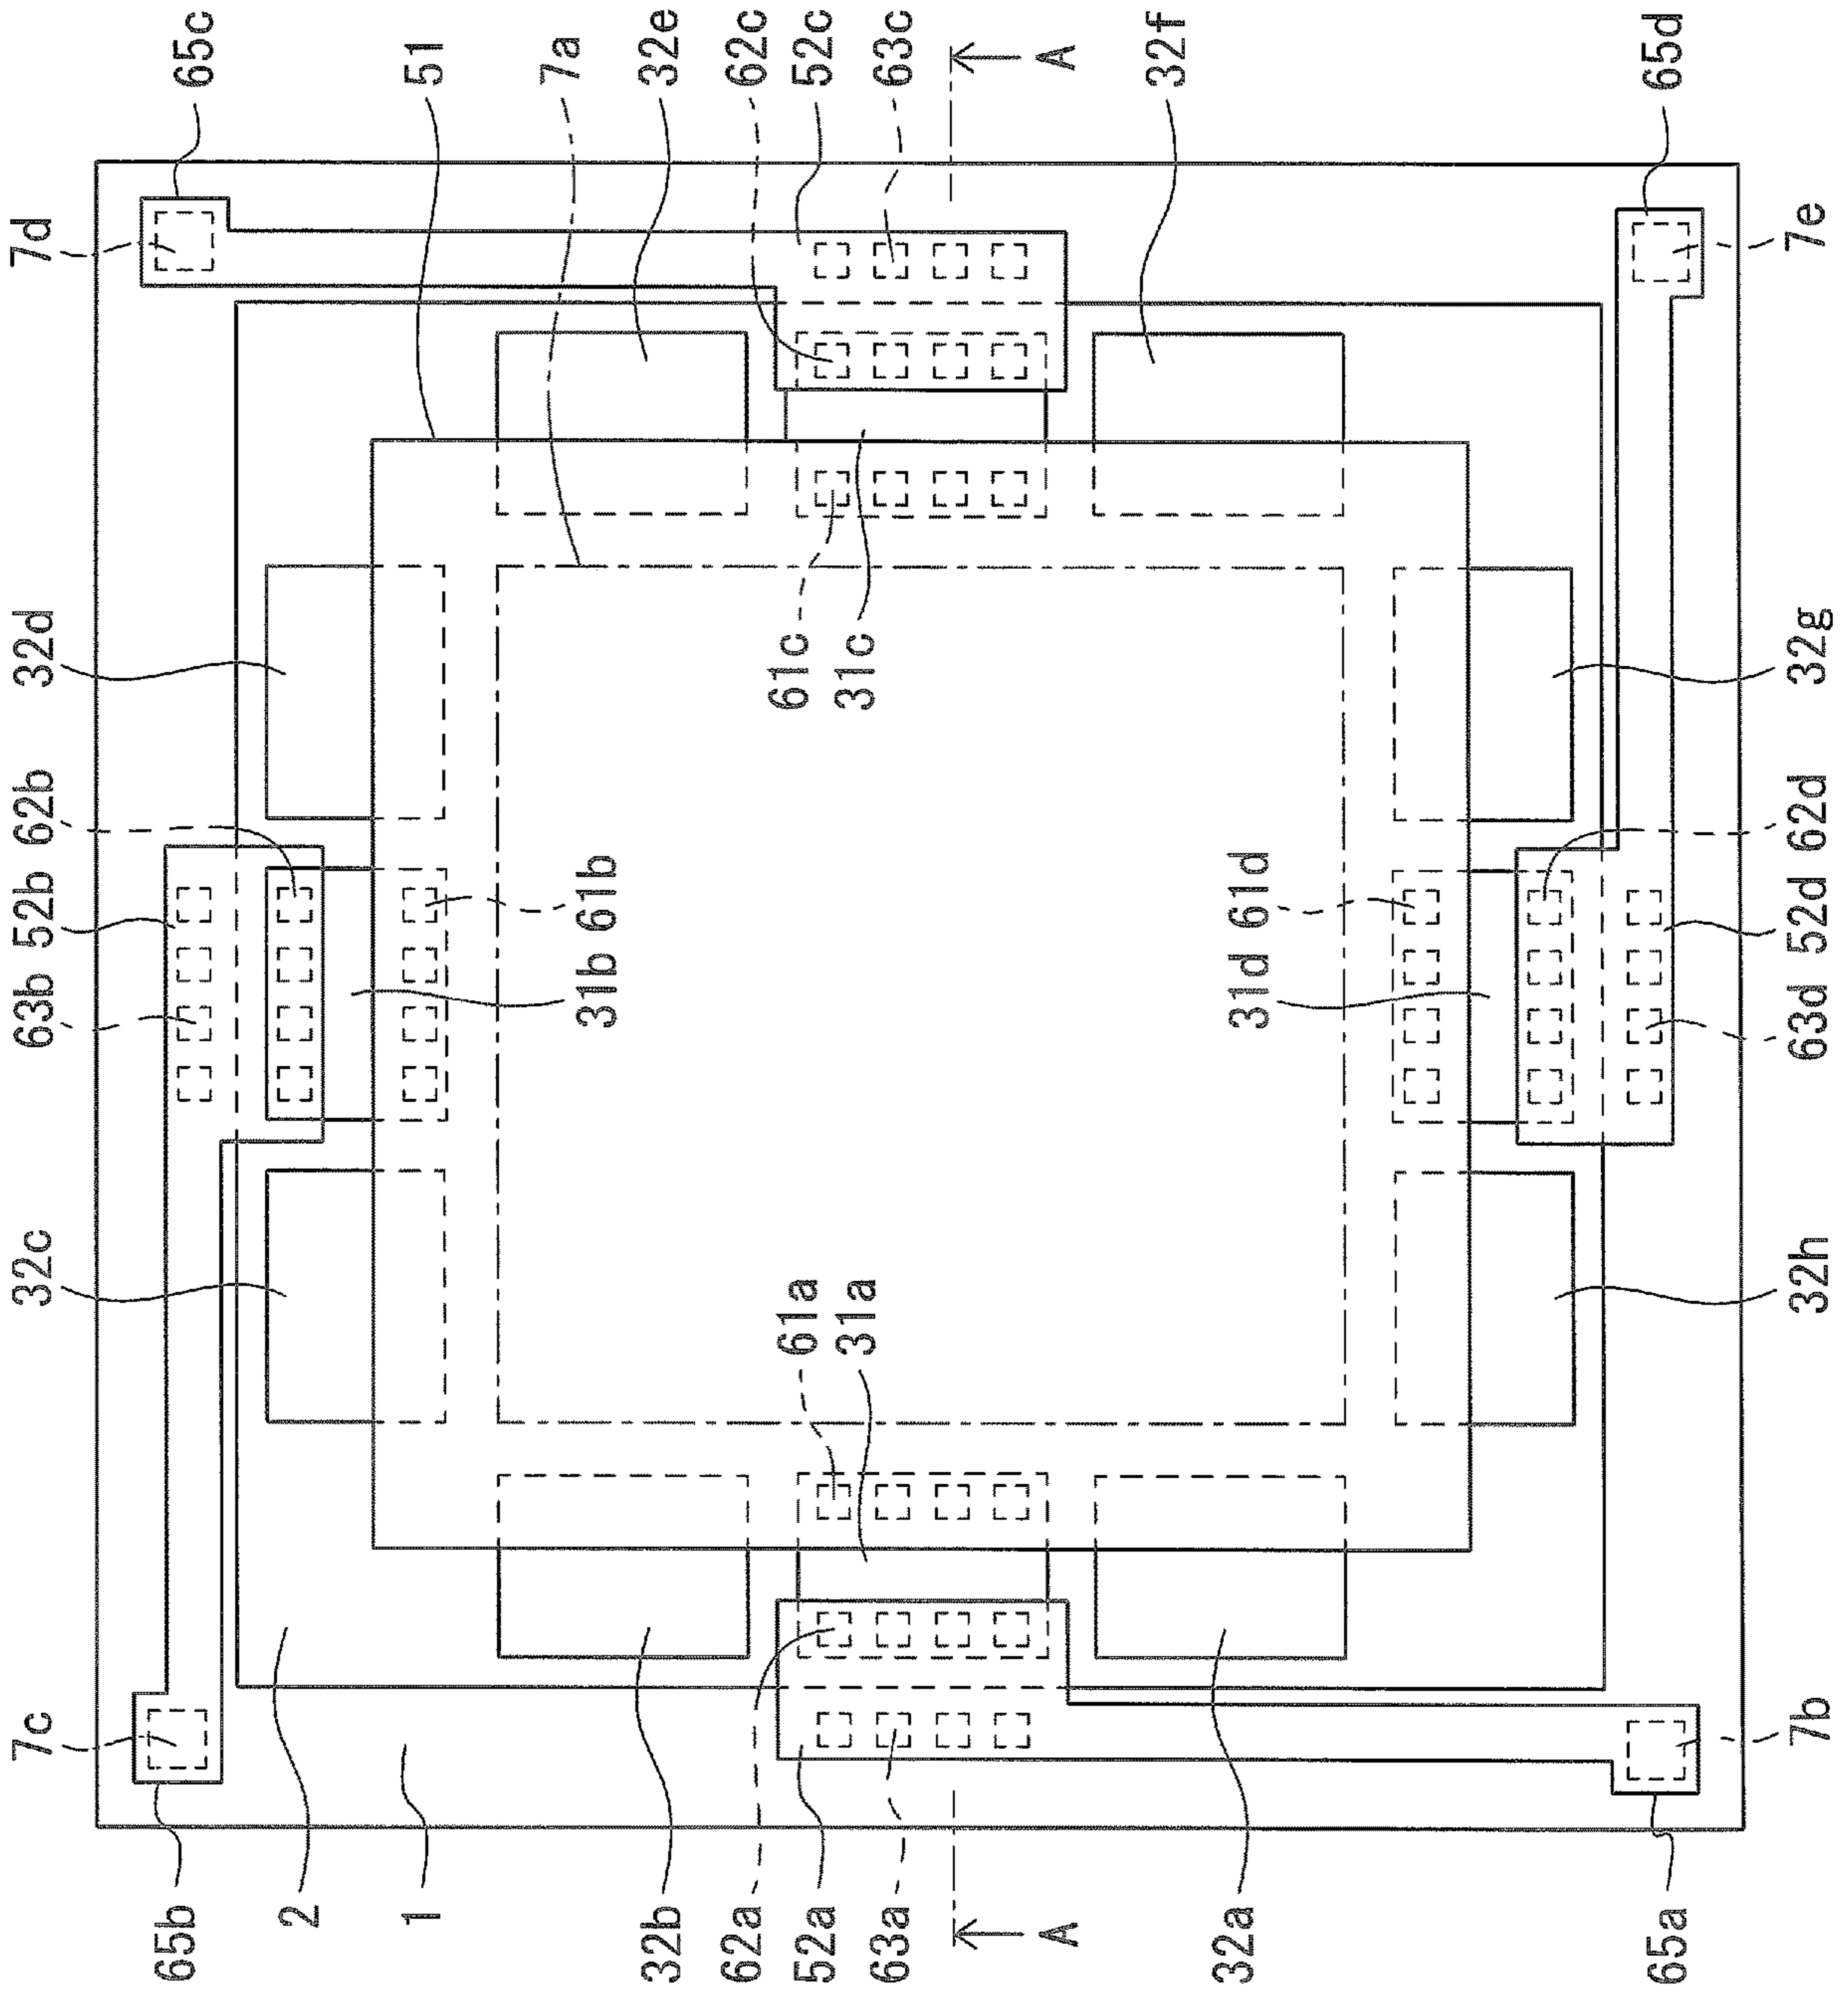 7c 32c 63b 52b 62b 32d 7d
65b 65c
2
1 51
7a
31b 61b
32b 32e
62a 62c
61a 61c
52a 52c
31a 31c
63a 63c
A A
32f
32a
31d 61d
65a 65d
7b 32h 63d 52d 62d 32g 7e